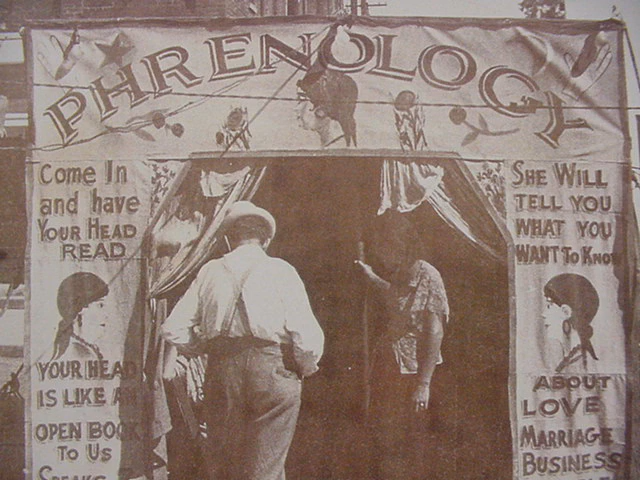 PHRENOLOGY
Come In
and have
Your Head
READ
YOUR HEAD
IS LIKE AN
OPEN BOOK
To Us
SPEAKS
SHE WILL
TELL YOU
WHAT YOU
WANT To KNOW
ABOUT
LOVE
MARRIAGE
BUSINESS